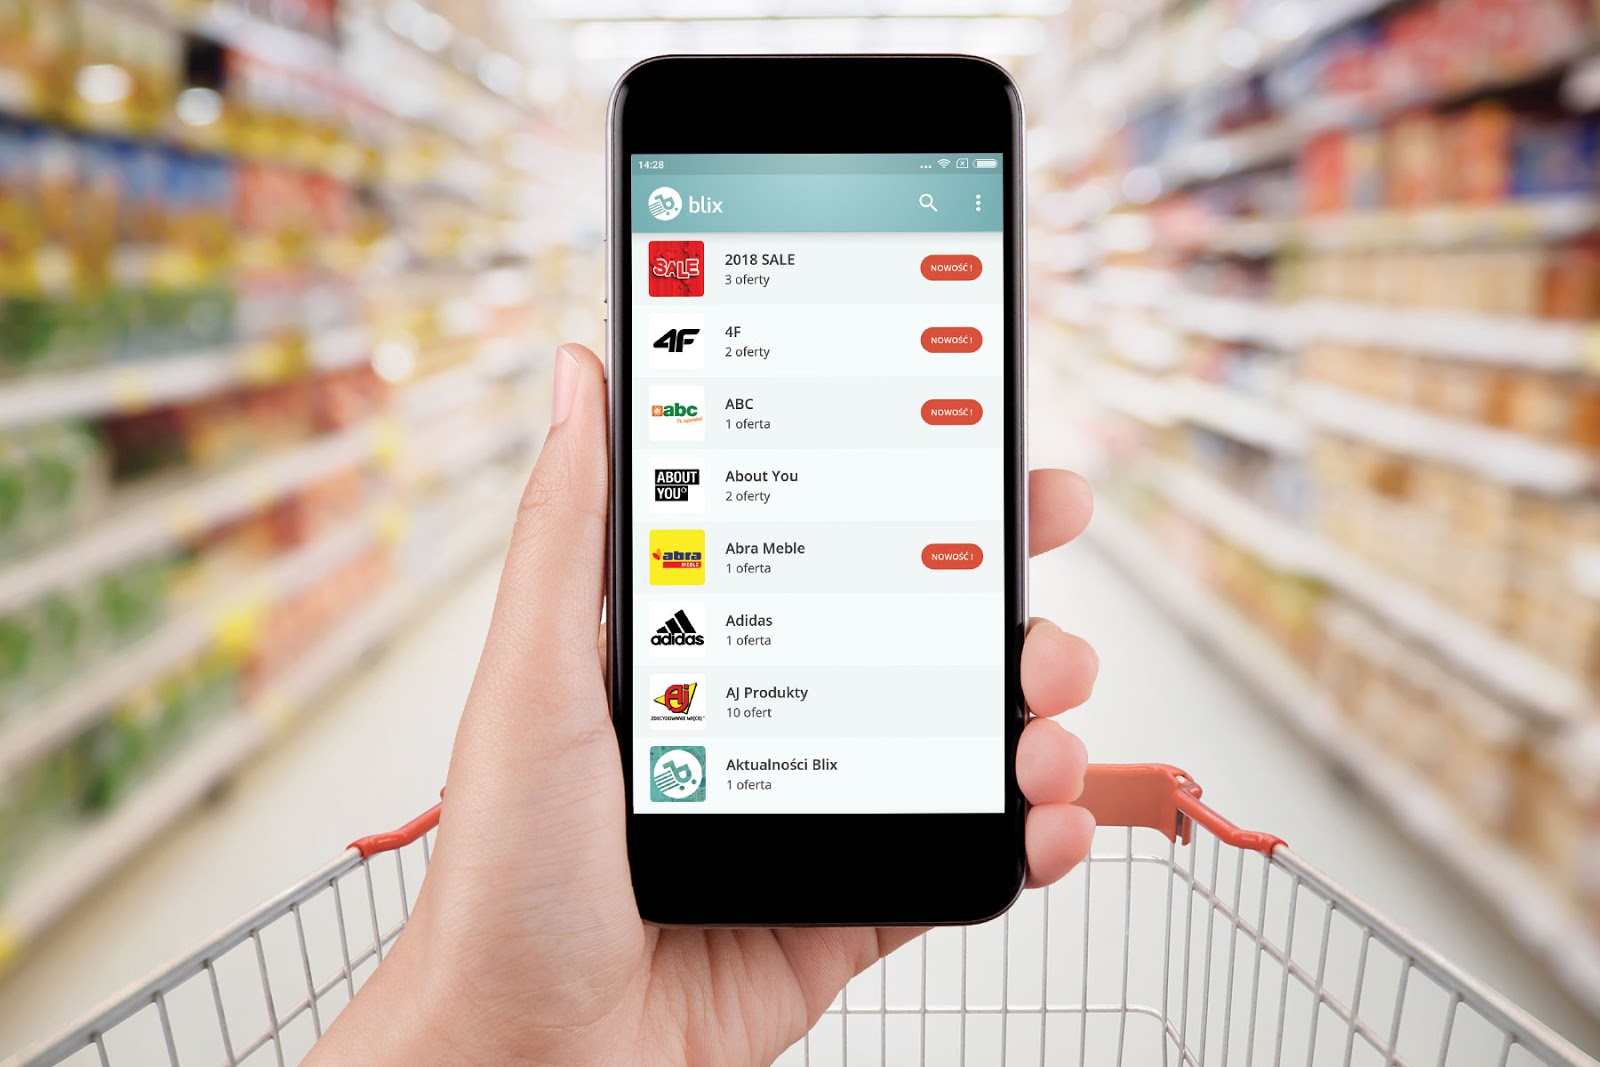 14:28
blix
SALE
2018 SALE
3 oferty
NOWOŚĆ !
4F
4F
2 oferty
NOWOŚĆ !
abc
ABC
1 oferta
NOWOŚĆ !
ABOUT
YOU
About You
2 oferty
abra
MEBLE
Abra Meble
1 oferta
NOWOŚĆ !
adidas
Adidas
1 oferta
AJ
ZDECYDOWANIE WIĘCEJ
AJ Produkty
10 ofert
b
Aktualności Blix
1 oferta